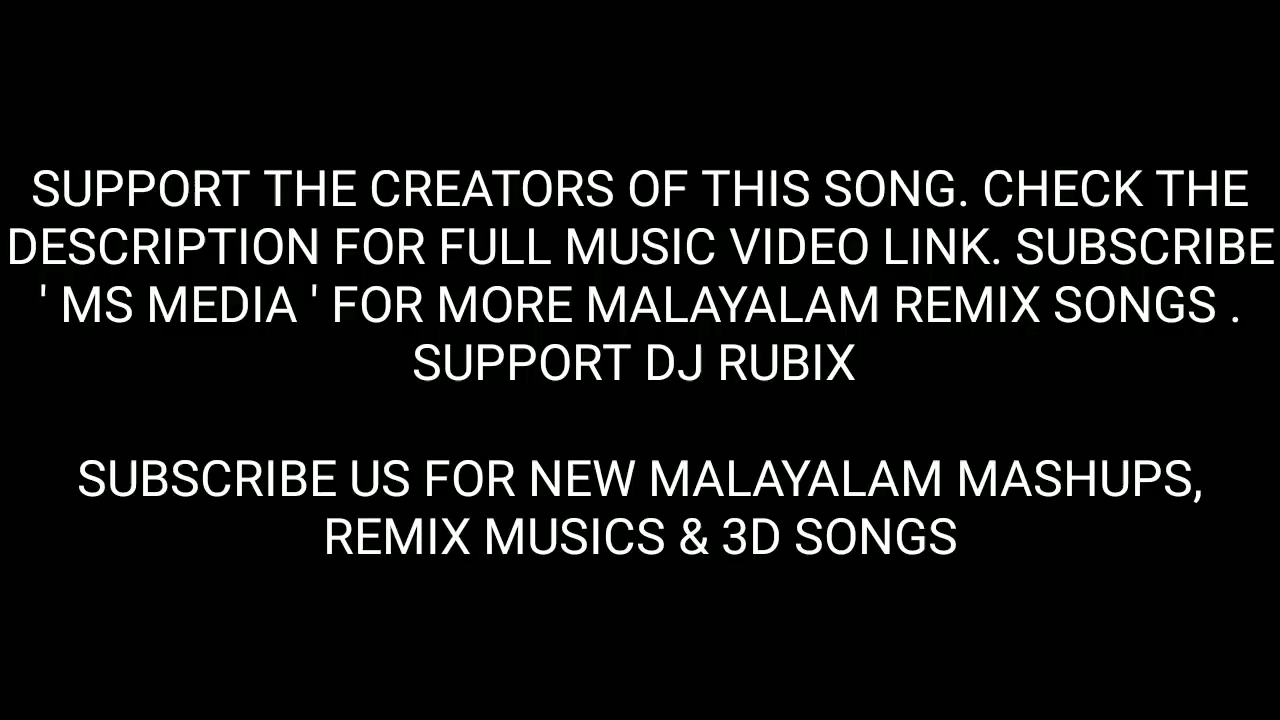 SUPPORT THE CREATORS OF THIS SONG. CHECK THE
DESCRIPTION FOR FULL MUSIC VIDEO LINK. SUBSCRIBE
' MS MEDIA ' FOR MORE MALAYALAM REMIX SONGS .
SUPPORT DJ RUBIX
SUBSCRIBE US FOR NEW MALAYALAM MASHUPS,
REMIX MUSICS & 3D SONGS